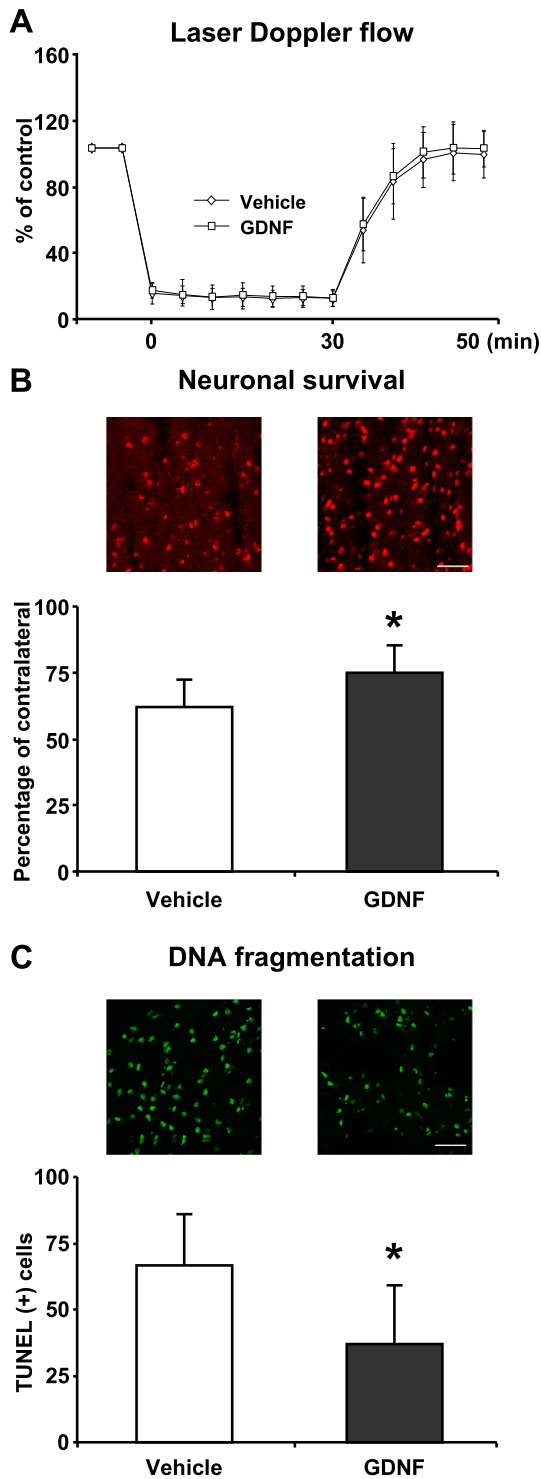 A
Laser Doppler flow
160
120
80
40
0
% of control
Vehicle
GDNF
0 30 50 (min)
B
Neuronal survival
100
75
50
25
0
Percentage of contralateral
*
Vehicle GDNF
C
DNA fragmentation
100
75
50
25
0
TUNEL (+) cells
*
Vehicle GDNF